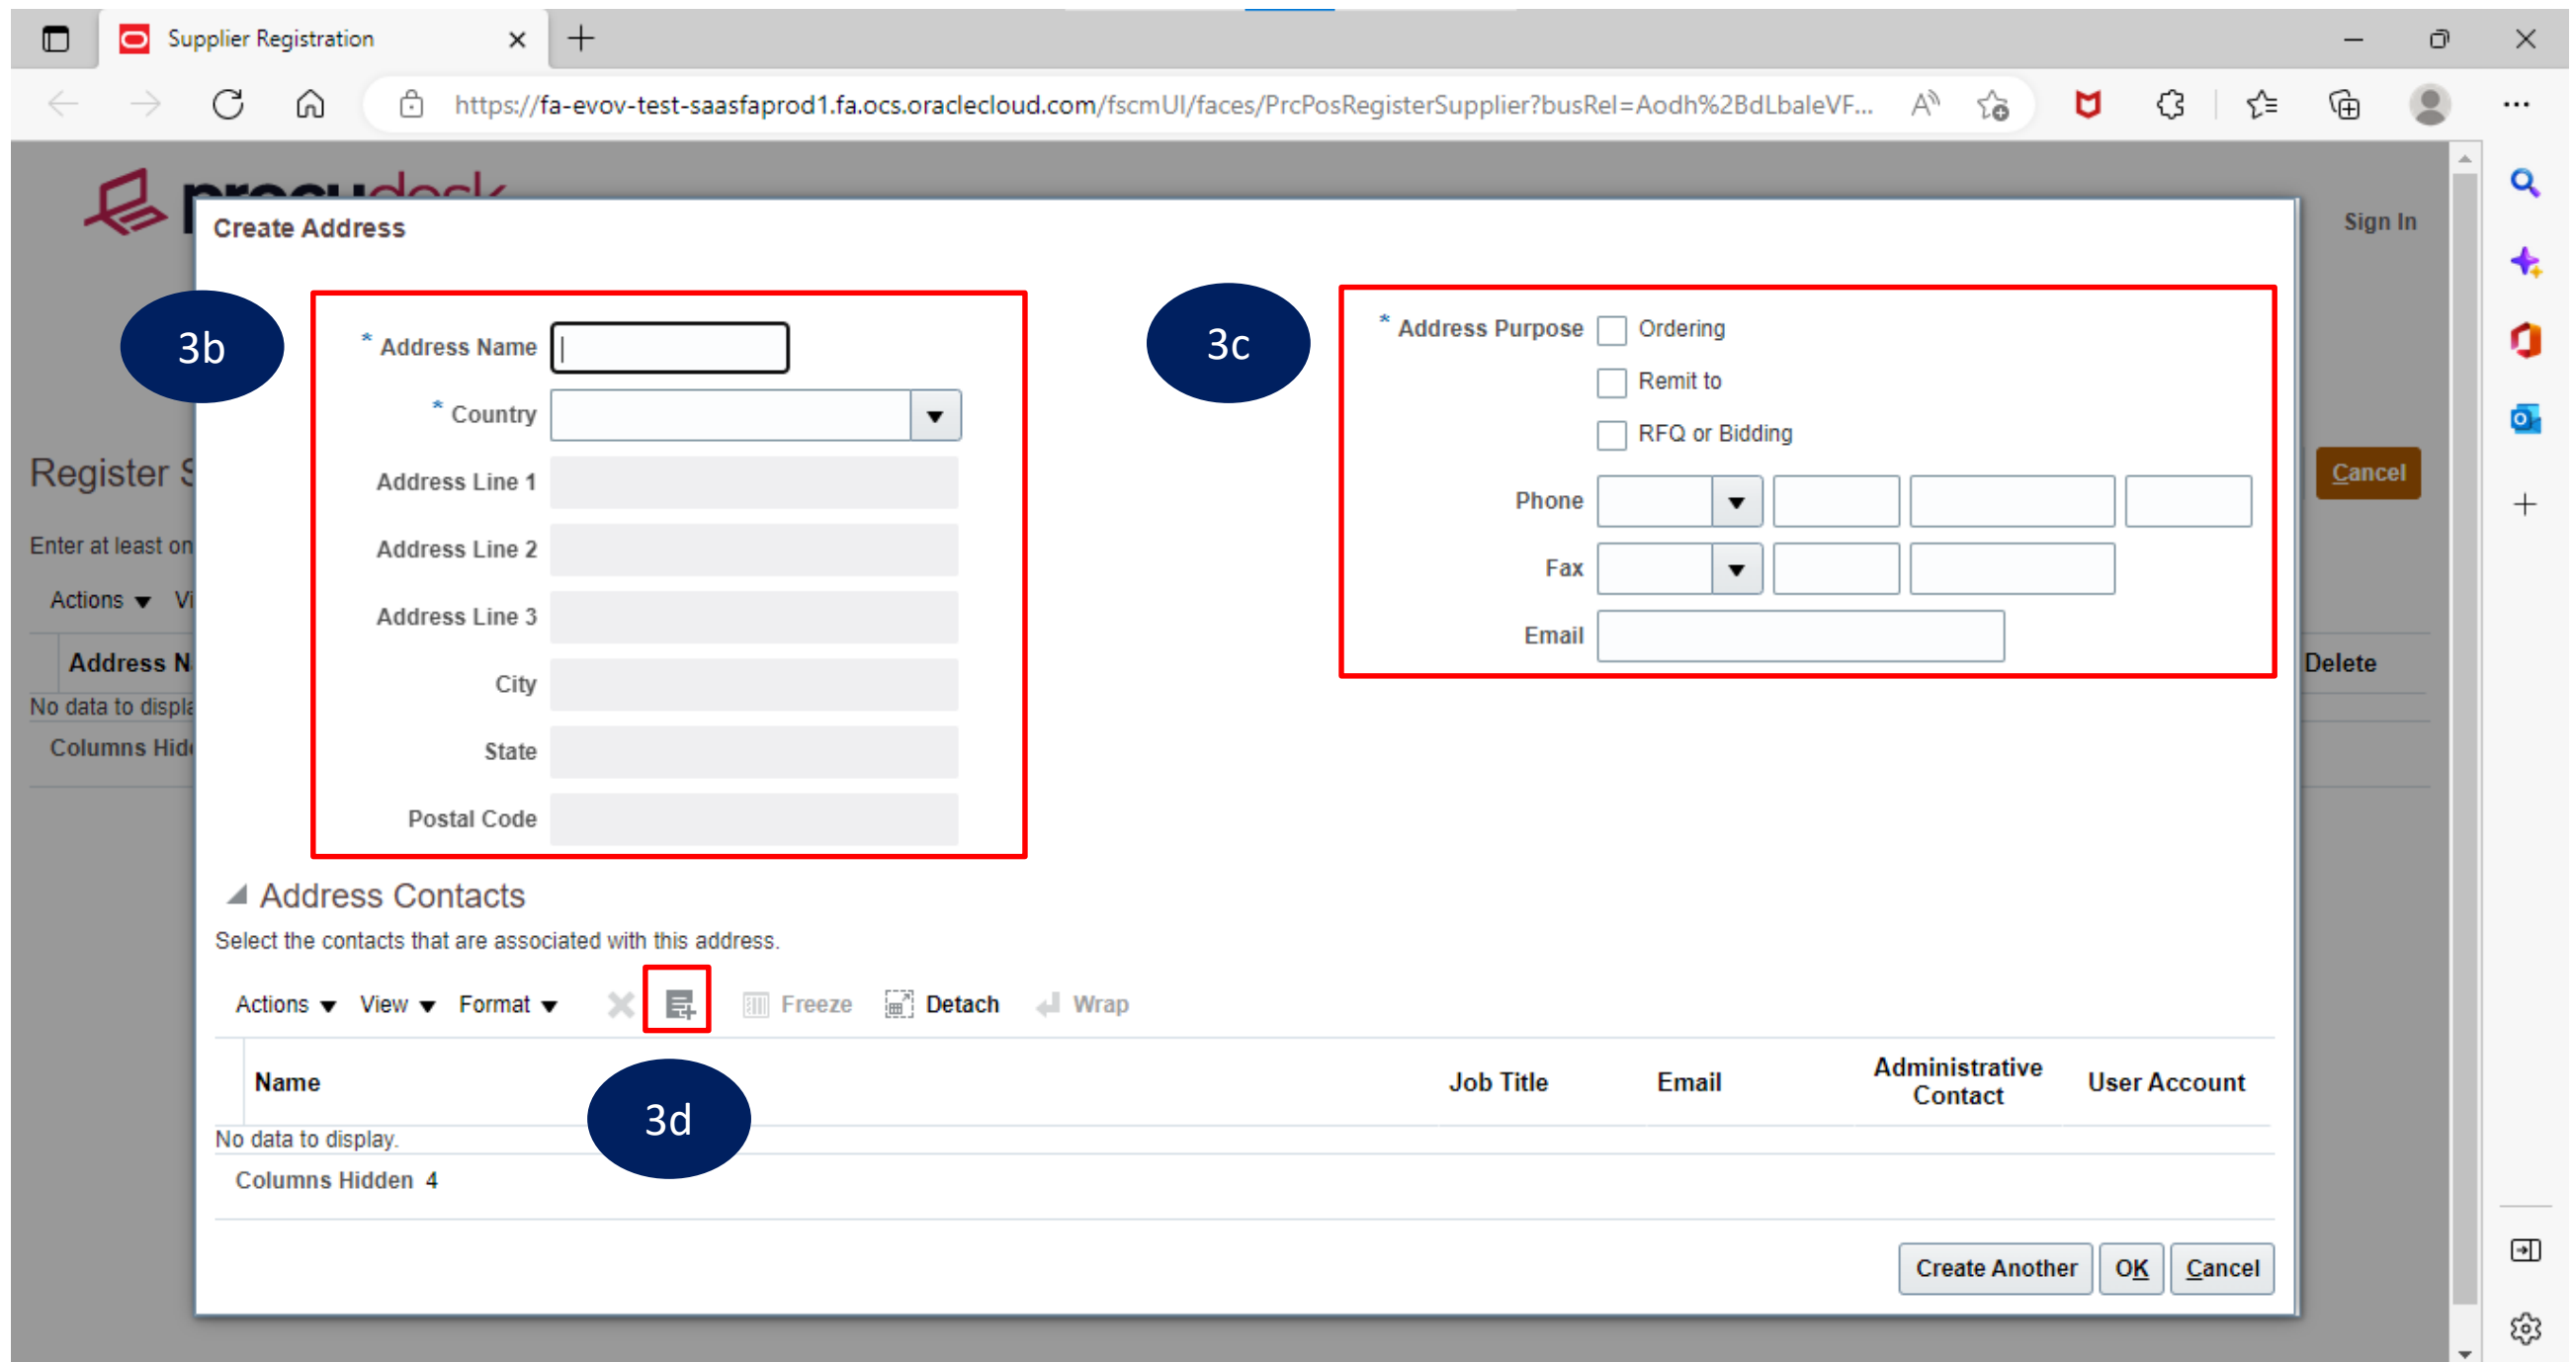 Supplier Registration
https://fa-evov-test-saasfaprod1.fa.ocs.oraclecloud.com/fscmUI/faces/PrcPosRegisterSupplier?busRel=Aodh%2BdLbaleVF...
procudesk
Sign In
Create Address
3b
3c
* Address Name
* Country
Address Line 1
Address Line 2
Address Line 3
City
State
Postal Code
* Address Purpose
Ordering
Remit to
RFQ or Bidding
Phone
Fax
Email
Register S
Cancel
Enter at least on
Actions Vi
Address N
Delete
No data to displa
Columns Hid
Address Contacts
Select the contacts that are associated with this address.
Actions View Format Freeze Detach Wrap
Name Job Title Email Administrative Contact User Account
3d
No data to display.
Columns Hidden 4
Create Another OK Cancel